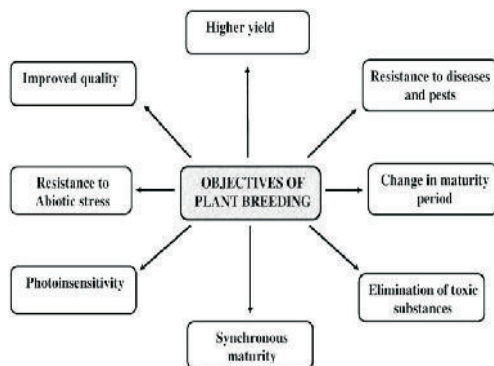 Higher yield
Improved quality
Resistance to diseases
and pests
Resistance to
Abiotic stress
OBJECTIVES OF
PLANT BREEDING
Change in maturity
period
Photoinsensitivity
Elimination of toxic
substances
Synchronous
maturity